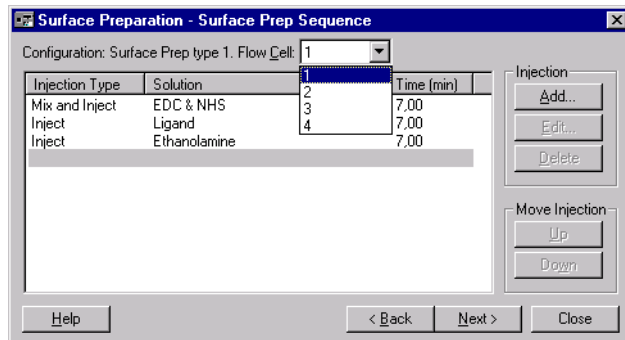 Surface Preparation - Surface Prep Sequence
Configuration: Surface Prep type 1. Flow Cell: 1
1
2
3
4
Injection Type Solution Time (min)
Mix and Inject EDC & NHS 7,00
Inject Ligand 7,00
Inject Ethanolamine 7,00
Injection
Add...
Edit...
Delete
Move Injection
Up
Down
Help
< Back
Next >
Close